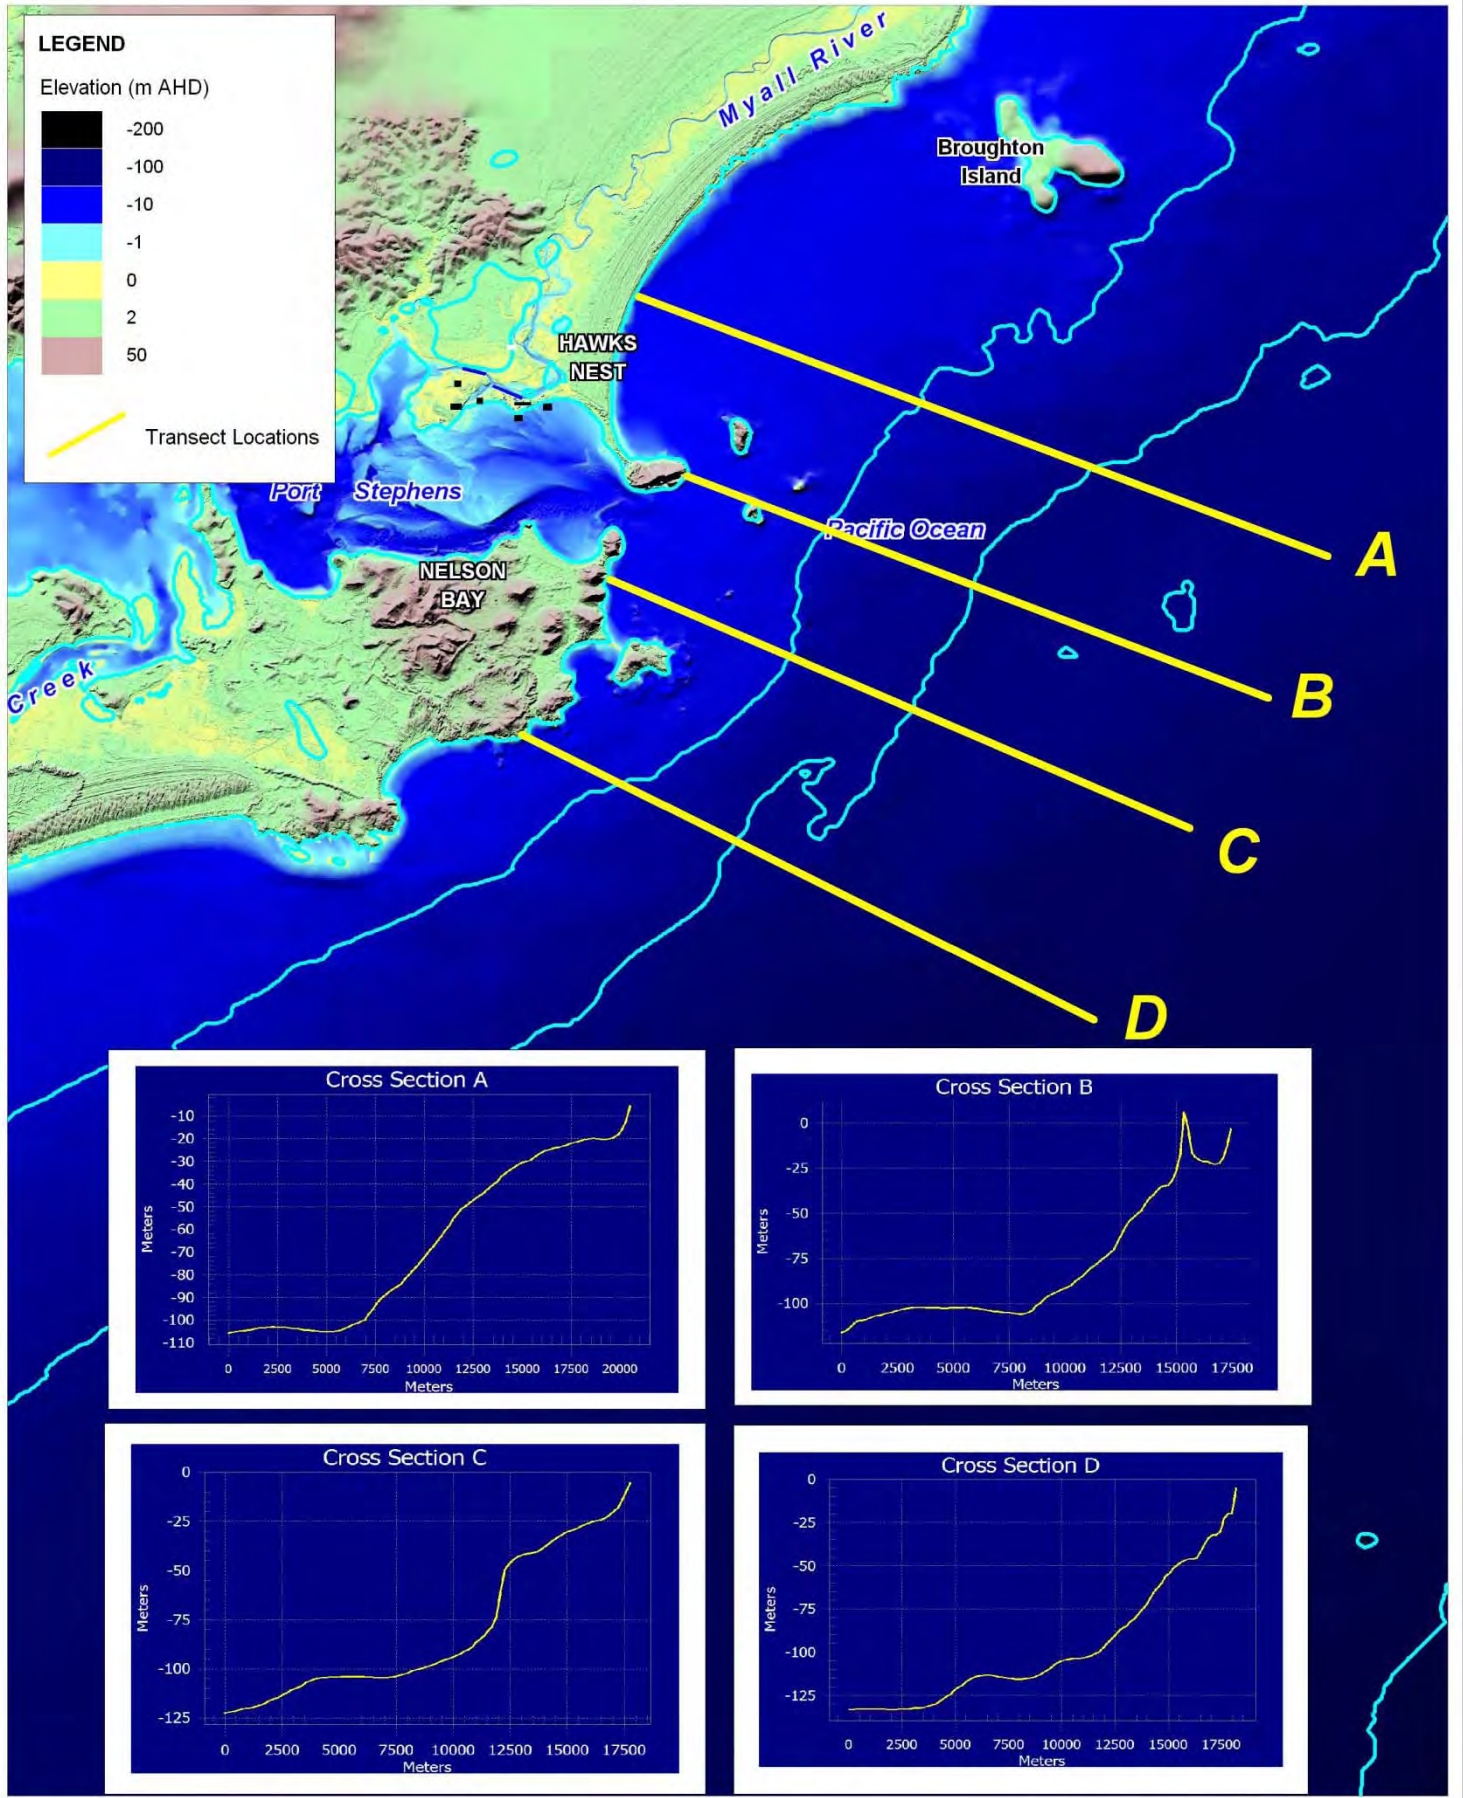 LEGEND
Elevation (m AHD)
-200
-100
-10
-1
0
2
50
Transect Locations
Myall River
Broughton
Island
HAWKS
NEST
Port Stephens
Pacific Ocean
NELSON
BAY
Creek
A
B
C
D
Cross Section A
-10
-20
-30
-40
-50
-60
-70
-80
-90
-100
-110
Meters
0 2500 5000 7500 10000 12500 15000 17500 20000
Meters
Cross Section B
0
-25
-50
-75
-100
Meters
0 2500 5000 7500 10000 12500 15000 17500
Meters
Cross Section C
0
-25
-50
-75
-100
-125
Meters
0 2500 5000 7500 10000 12500 15000 17500
Meters
Cross Section D
0
-25
-50
-75
-100
-125
Meters
0 2500 5000 7500 10000 12500 15000 17500
Meters